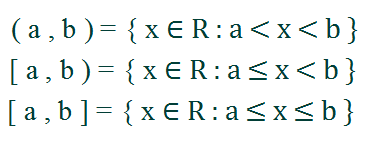 ( a , b ) = { x ∈ R : a < x < b }
[ a , b ) = { x ∈ R : a ≤ x < b }
[ a , b ] = { x ∈ R : a ≤ x ≤ b }